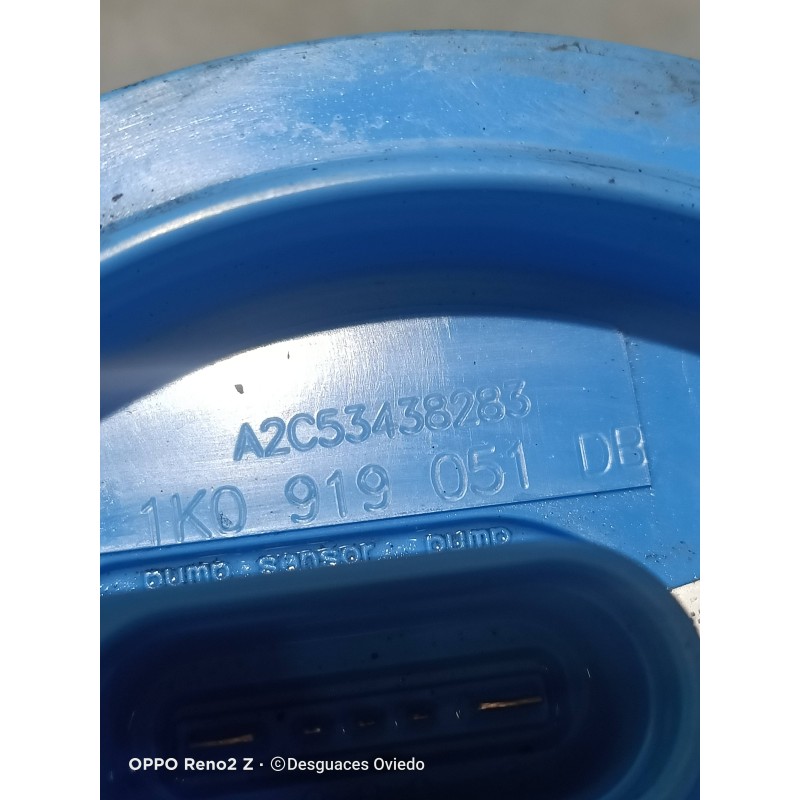 A2C53438283
1K0 919 051 DB
pump sensor pump
OPPO Reno2 Z · ©Desguaces Oviedo